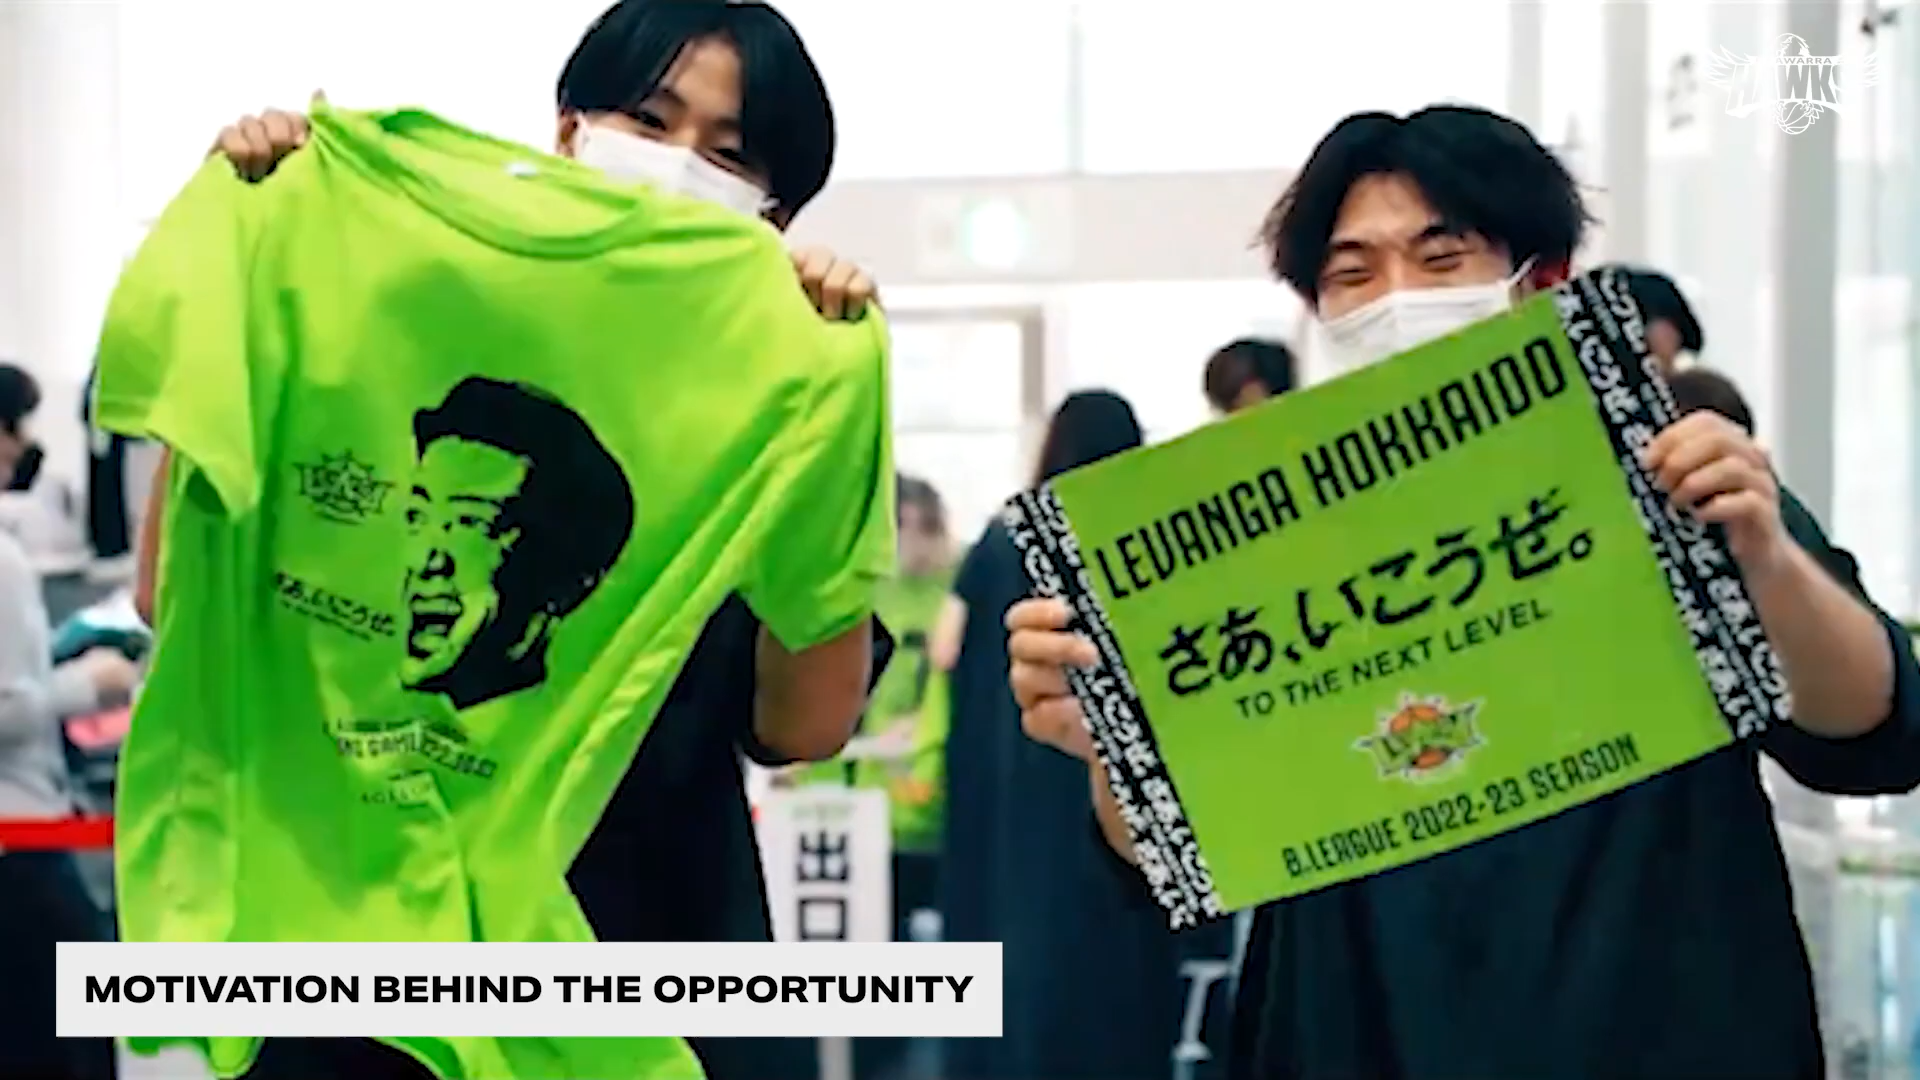 AWARRA
HAWKS
LEVANGA HOKKAIDO
さあ、いこうぜ。
TO THE NEXT LEVEL
B.LEAGUE 2022-23 SEASON
さあ、いこうぜ。
出口
MOTIVATION BEHIND THE OPPORTUNITY